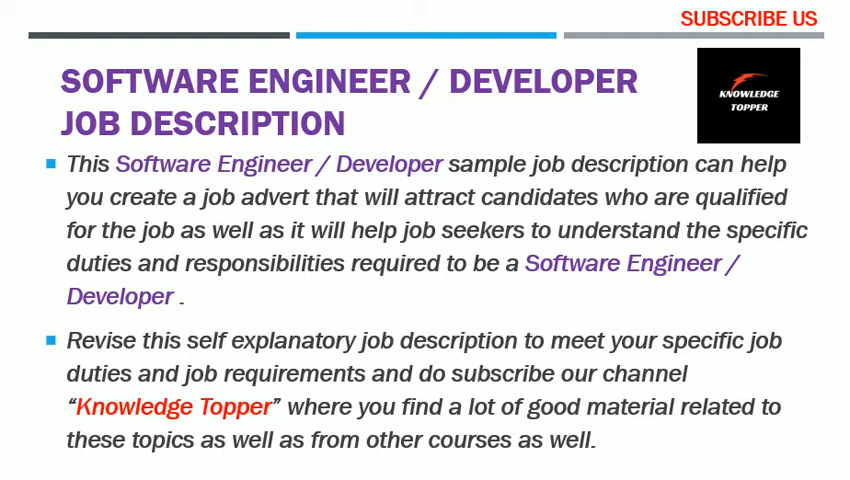 SUBSCRIBE US
SOFTWARE ENGINEER / DEVELOPER
JOB DESCRIPTION
KNOWLEDGE
TOPPER
This Software Engineer / Developer sample job description can help
you create a job advert that will attract candidates who are qualified
for the job as well as it will help job seekers to understand the specific
duties and responsibilities required to be a Software Engineer /
Developer .
Revise this self explanatory job description to meet your specific job
duties and job requirements and do subscribe our channel
“Knowledge Topper” where you find a lot of good material related to
these topics as well as from other courses as well.